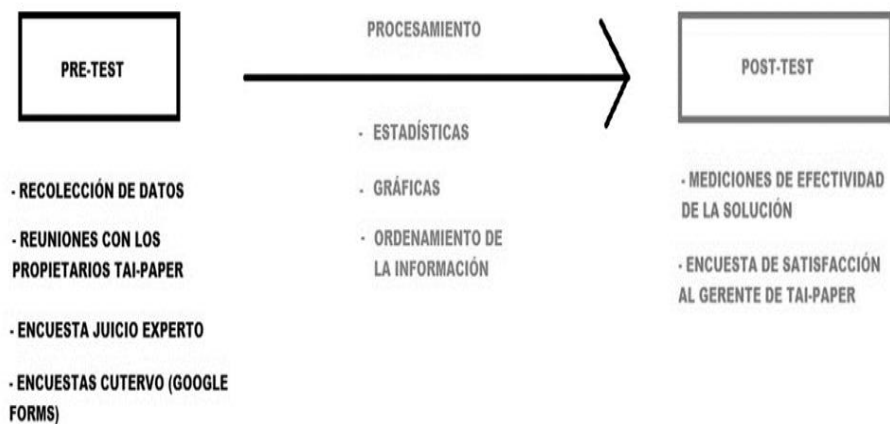 PRE-TEST
- RECOLECCIÓN DE DATOS
- REUNIONES CON LOS
PROPIETARIOS TAI-PAPER
- ENCUESTA JUICIO EXPERTO
- ENCUESTAS CUTERVO (GOOGLE
FORMS)
PROCESAMIENTO
- ESTADÍSTICAS
- GRÁFICAS
- ORDENAMIENTO DE
LA INFORMACIÓN
POST-TEST
- MEDICIONES DE EFECTIVIDAD
DE LA SOLUCIÓN
- ENCUESTA DE SATISFACCIÓN
AL GERENTE DE TAI-PAPER